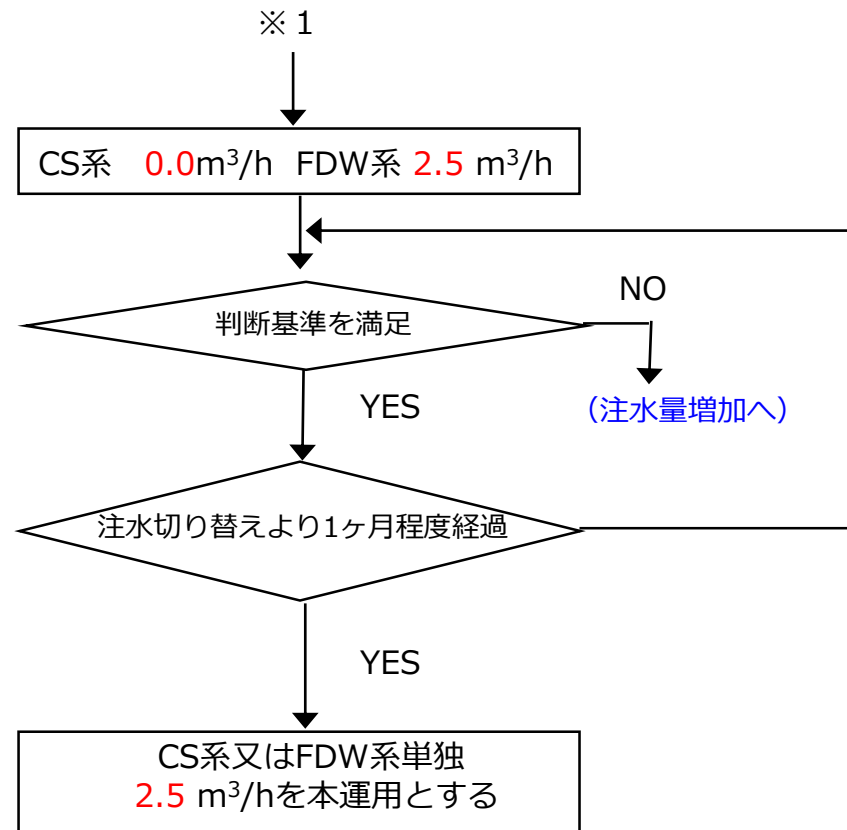 ※１
CS系　0.0m³/h FDW系 2.5 m³/h
判断基準を満足
NO
YES
（注水量増加へ）
注水切り替えより1ヶ月程度経過
YES
CS系又はFDW系単独
2.5 m³/hを本運用とする